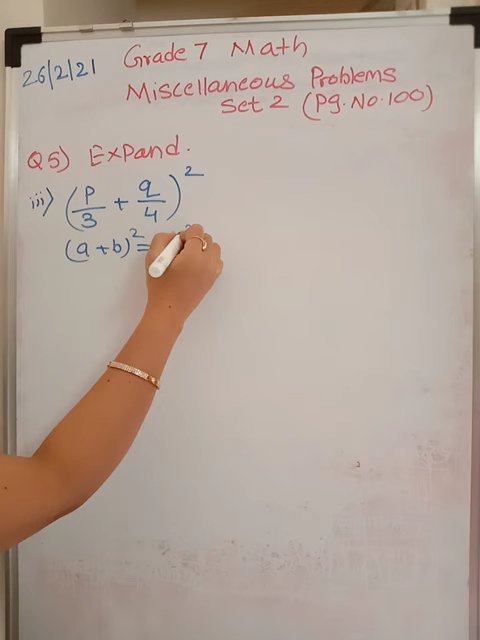 26/2/21 Grade 7 Math
Miscellaneous Problems
Set 2 (Pg. No. 100)
Q5) Expand.
iii) (p/3 + q/4)²
(a + b)² =